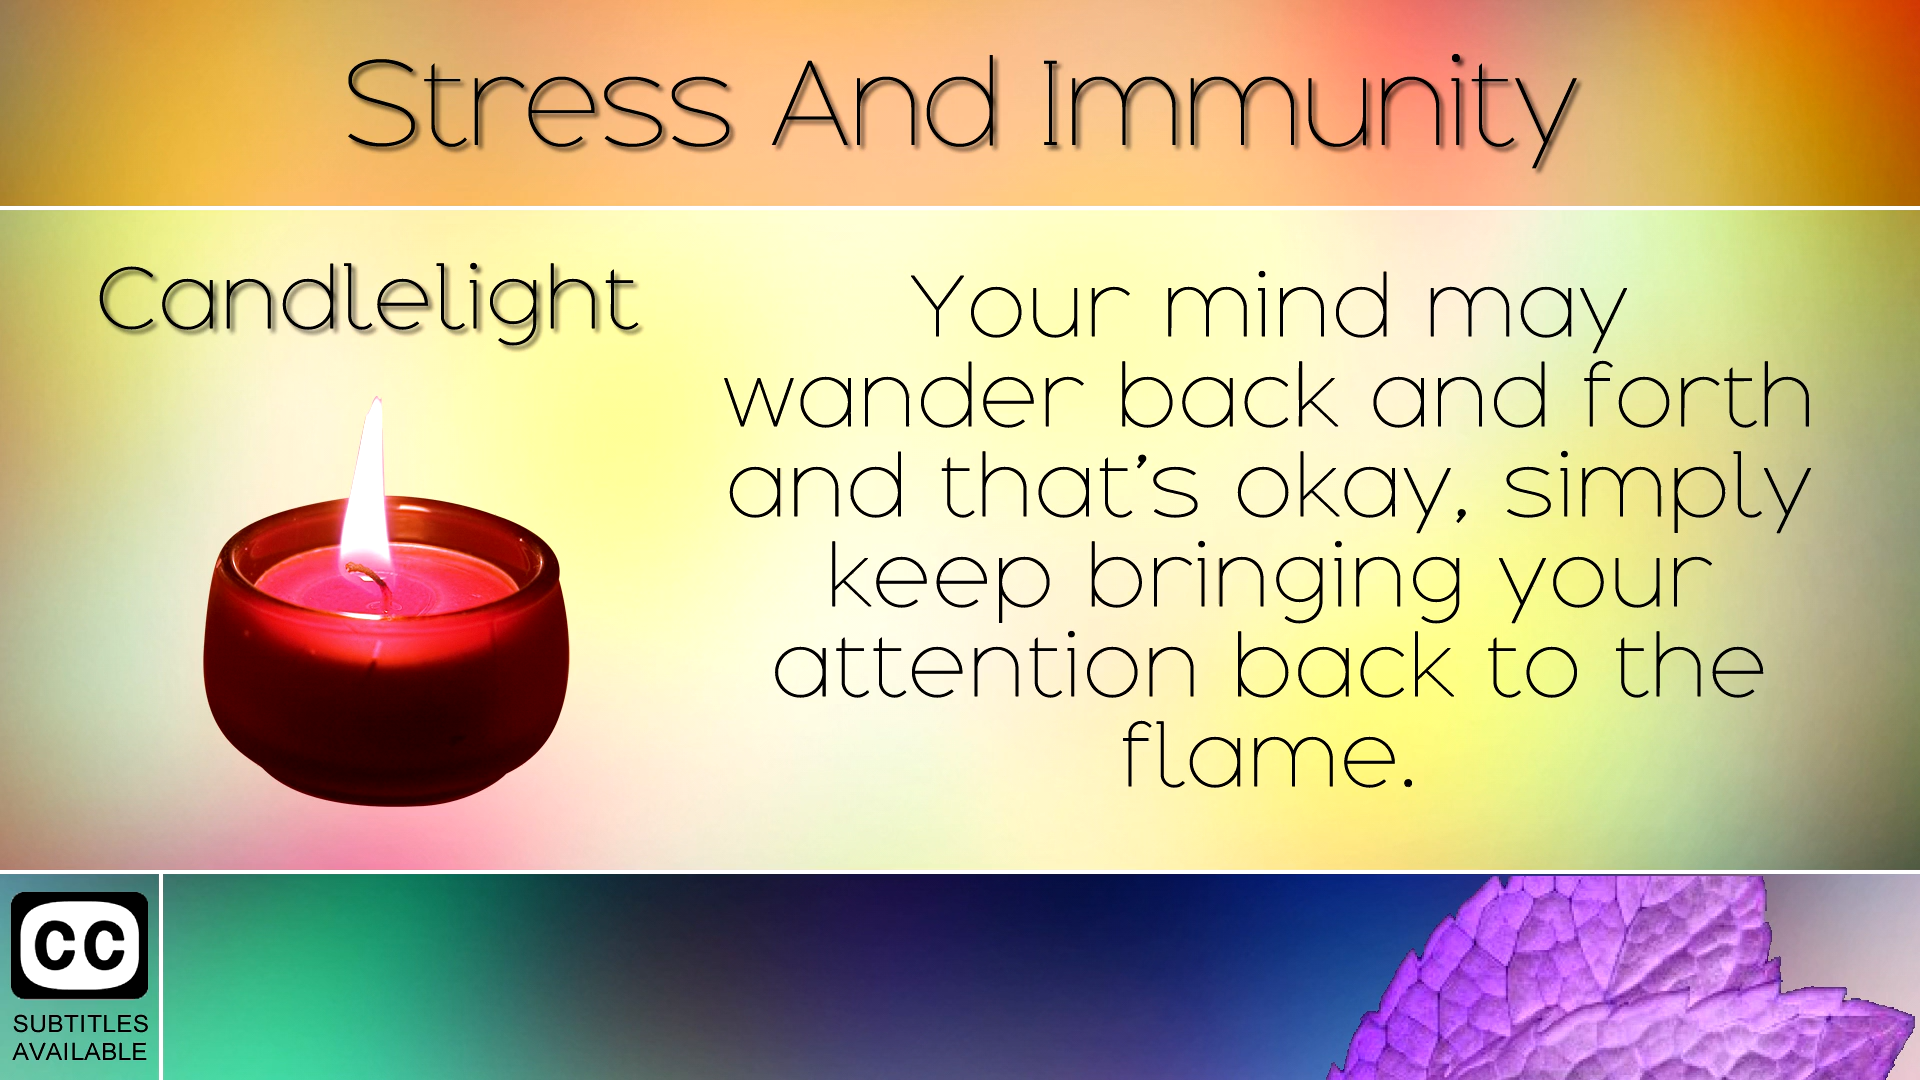 Stress And Immunity
Candlelight
Your mind may
wander back and forth
and that's okay, simply
keep bringing your
attention back to the
flame.
CC
SUBTITLES
AVAILABLE